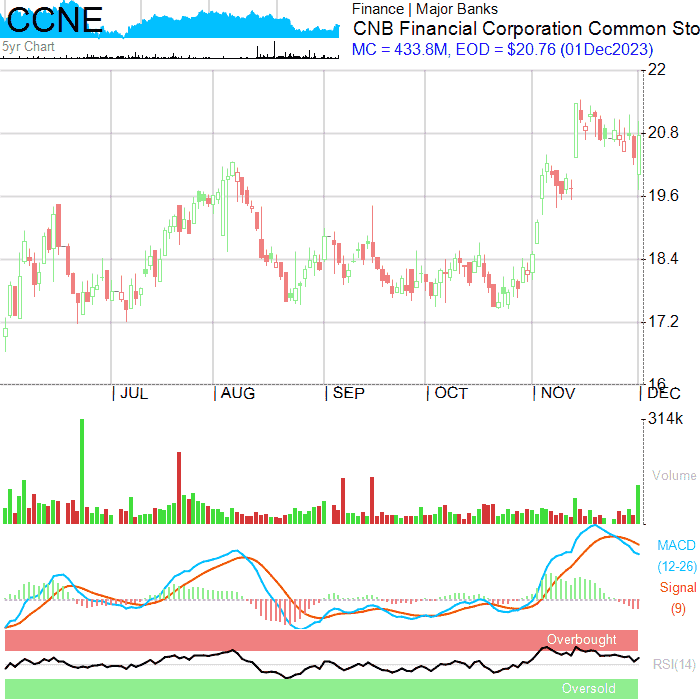 CCNE
5yr Chart
Finance | Major Banks
CNB Financial Corporation Common Sto
MC = 433.8M, EOD = $20.76 (01Dec2023)
22
20.8
19.6
18.4
17.2
16
JUL AUG SEP OCT NOV DEC
314k
Volume
MACD
(12-26)
Signal
(9)
Overbought
RSI(14)
Oversold